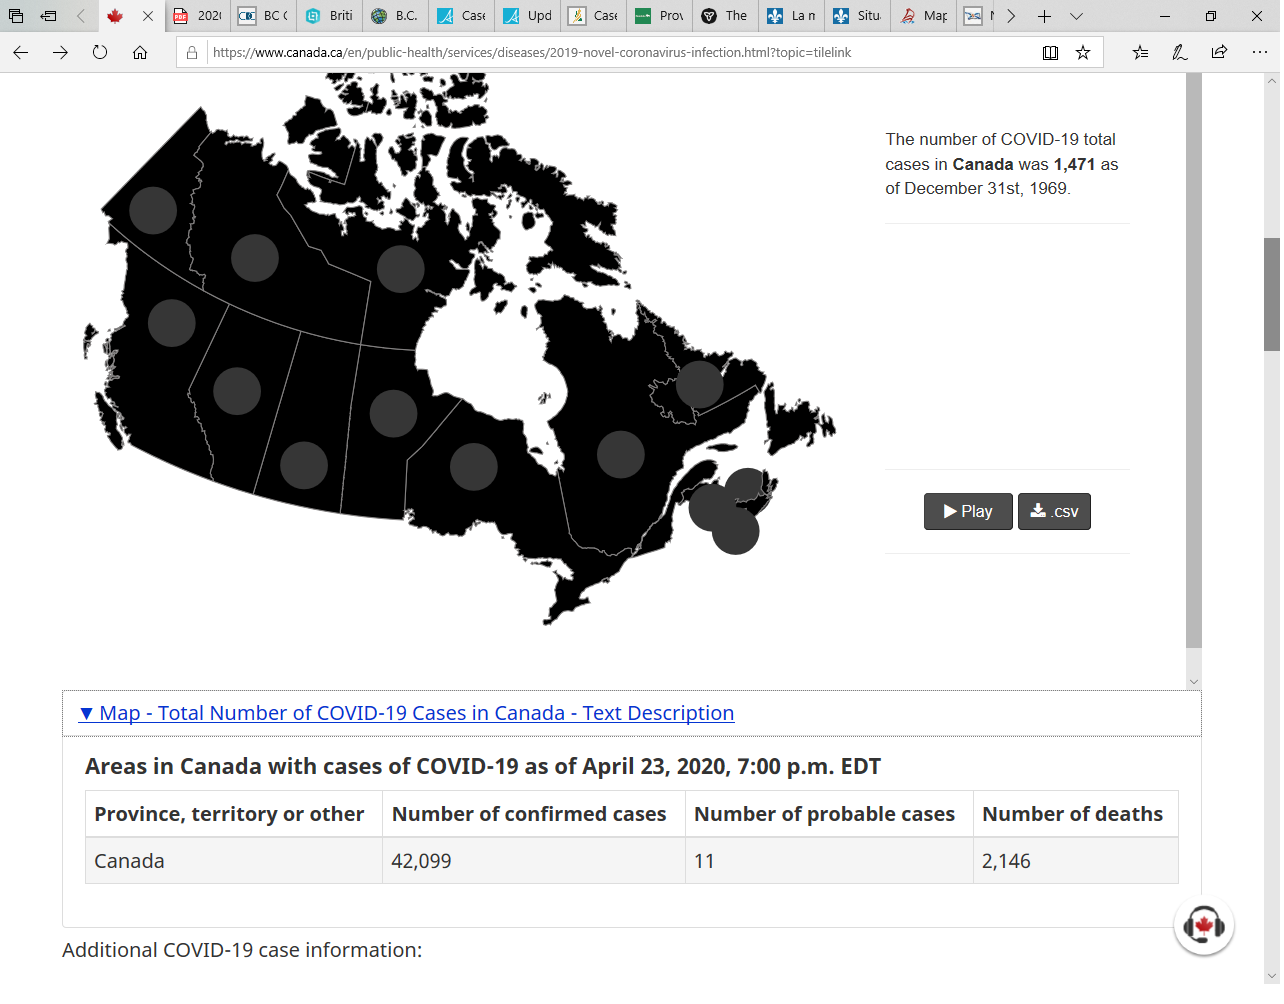 202
BC C
Briti
B.C.
Case
Upd
Case
Prov
The
La n
Situ
Map
https://www.canada.ca/en/public-health/services/diseases/2019-novel-coronavirus-infection.html?topic=tilelink
The number of COVID-19 total
cases in Canada was 1,471 as
of December 31st, 1969.
▶ Play
.csv
▼ Map - Total Number of COVID-19 Cases in Canada - Text Description
Areas in Canada with cases of COVID-19 as of April 23, 2020, 7:00 p.m. EDT
Province, territory or other Number of confirmed cases Number of probable cases Number of deaths
Canada 42,099 11 2,146
Additional COVID-19 case information: